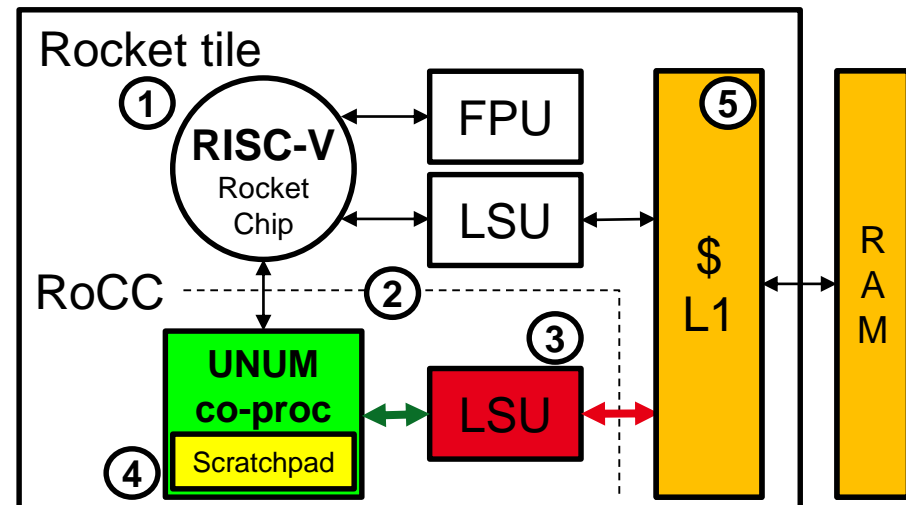 Rocket tile
1
RISC-V
Rocket
Chip
FPU
LSU
5
$
L1
R
A
M
RoCC
2
3
UNUM
co-proc
LSU
4
Scratchpad